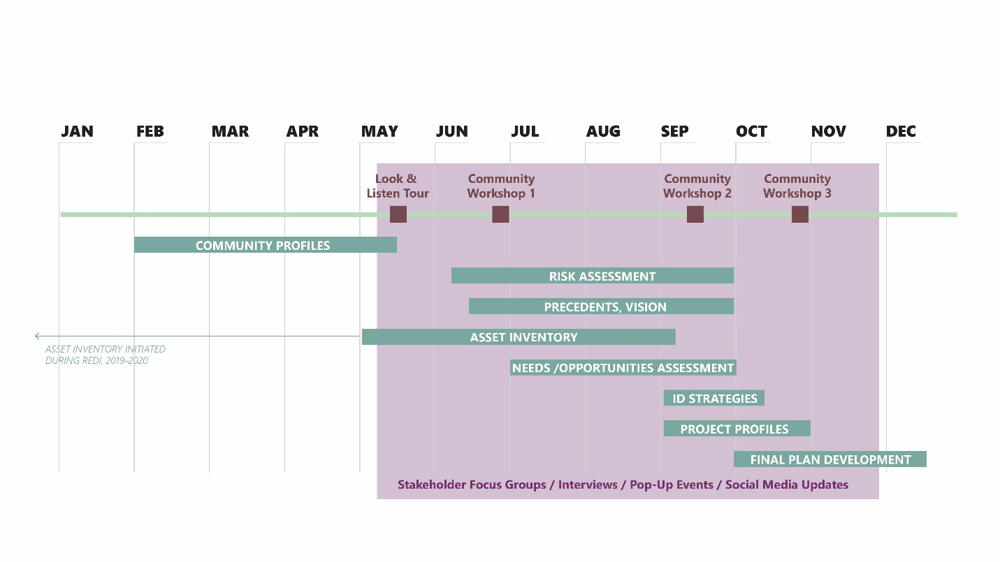 JAN FEB MAR APR MAY JUN JUL AUG SEP OCT NOV DEC
Look &
Listen Tour
Community
Workshop 1
Community
Workshop 2
Community
Workshop 3
COMMUNITY PROFILES
RISK ASSESSMENT
PRECEDENTS, VISION
ASSET INVENTORY
ASSET INVENTORY INITIATED
DURING REDI, 2019-2020
NEEDS /OPPORTUNITIES ASSESSMENT
ID STRATEGIES
PROJECT PROFILES
FINAL PLAN DEVELOPMENT
Stakeholder Focus Groups / Interviews / Pop-Up Events / Social Media Updates